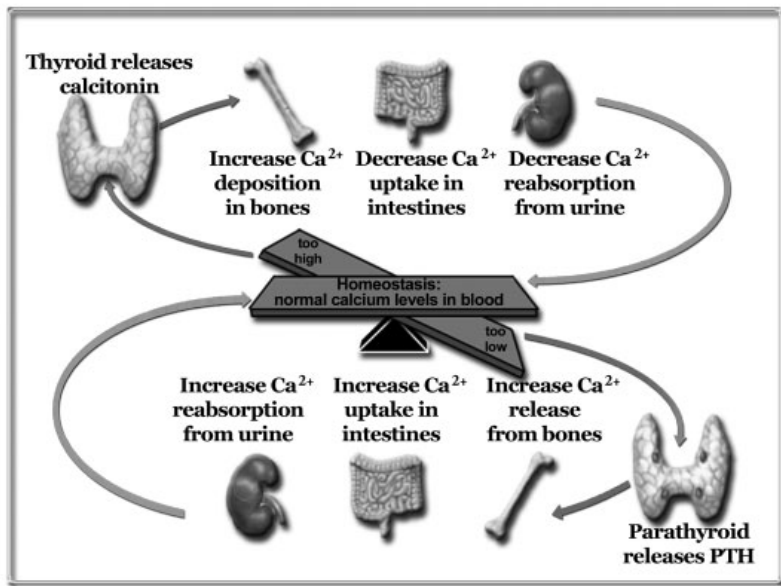 Thyroid releases
calcitonin
Increase Ca²⁺
deposition
in bones
Decrease Ca²⁺
uptake in
intestines
Decrease Ca²⁺
reabsorption
from urine
too
high
Homeostasis:
normal calcium levels in blood
too
low
Increase Ca²⁺
reabsorption
from urine
Increase Ca²⁺
uptake in
intestines
Increase Ca²⁺
release
from bones
Parathyroid
releases PTH